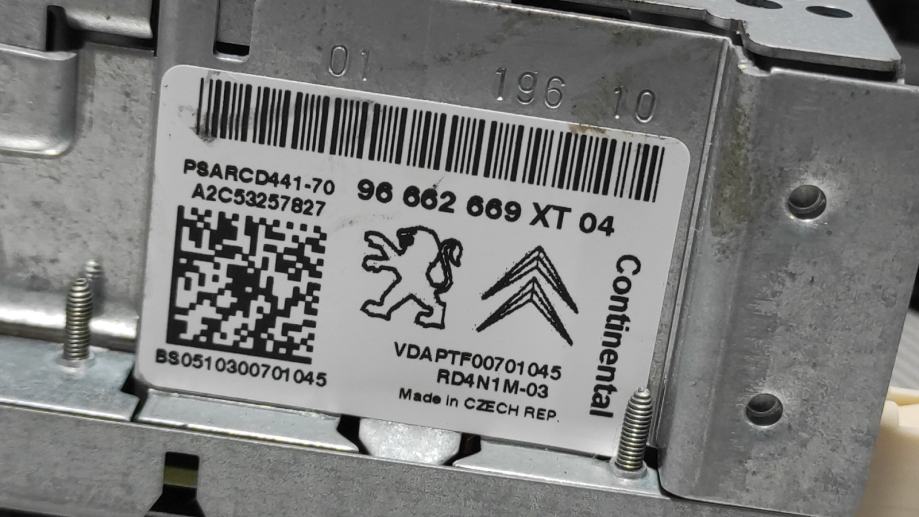 01 196 10
PSARCD441-70
A2C53257827
96 662 669 XT 04
Continental
BS0510300701045
VDAPTF00701045
RD4N1M-03
Made in CZECH REP.